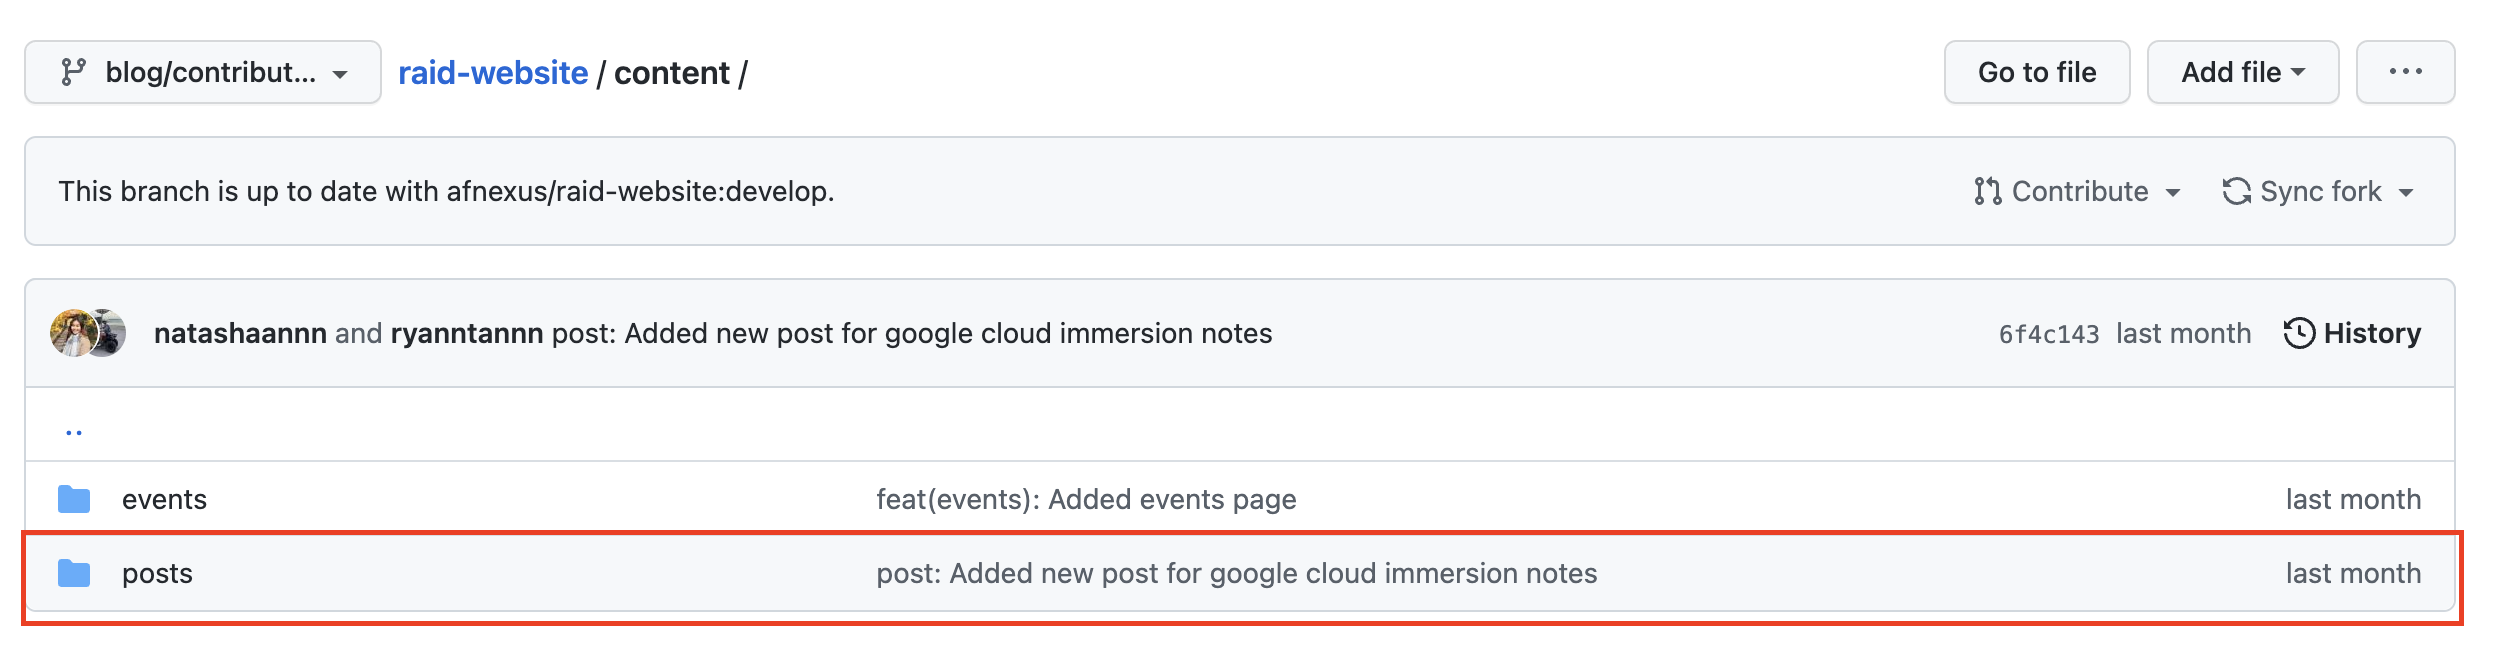 blog/contribut... raid-website / content / Go to file Add file ...
This branch is up to date with afnexus/raid-website:develop. Contribute Sync fork
natashaannn and ryanntannn post: Added new post for google cloud immersion notes 6f4c143 last month History
..
events feat(events): Added events page last month
posts post: Added new post for google cloud immersion notes last month